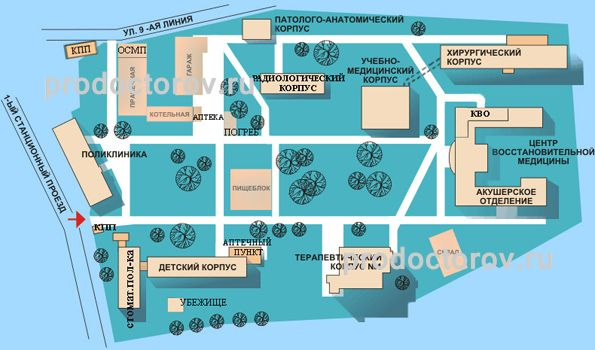 УЛ. 9 -АЯ ЛИНИЯ
ПАТОЛОГО-АНАТОМИЧЕСКИЙ
КОРПУС
КПП
ОСМП
ПРАЧЕЧНАЯ
ГАРАЖ
КОТЕЛЬНАЯ
АПТЕКА
ПОГРЕБ
РАДИОЛОГИЧЕСКИЙ
КОРПУС
УЧЕБНО-
МЕДИЦИНСКИЙ
КОРПУС
ХИРУРГИЧЕСКИЙ
КОРПУС
prodoctorov.ru
КВО
ЦЕНТР
ВОССТАНОВИТЕЛЬНОЙ
МЕДИЦИНЫ
АКУШЕРСКОЕ
ОТДЕЛЕНИЕ
1-ЫЙ СТАНЦИОННЫЙ ПРОЕЗД
ПОЛИКЛИНИКА
ПИЩЕБЛОК
КПП
стомат.пол-ка
ДЕТСКИЙ КОРПУС
АПТЕЧНЫЙ
ПУНКТ
УБЕЖИЩЕ
ТЕРАПЕВТИЧЕСКИЙ
КОРПУС
СКЛАД
prodoctorov.ru